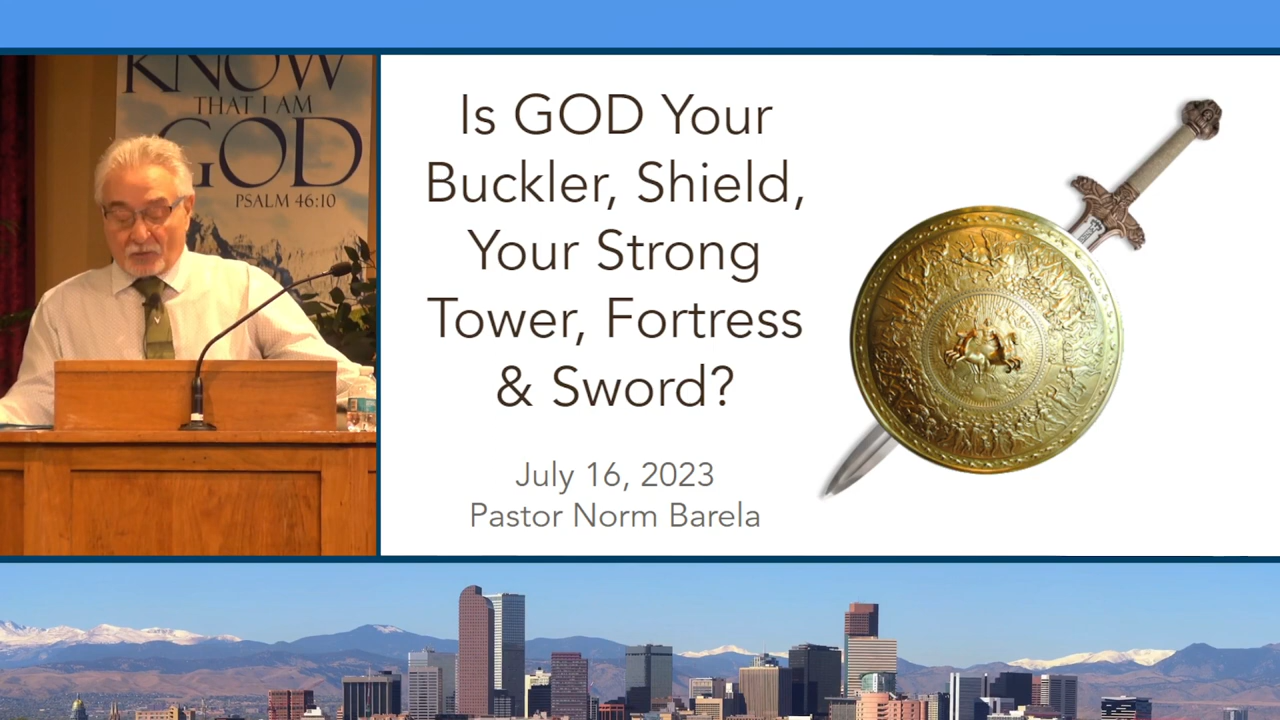 KNOW
THAT I AM
GOD
PSALM 46:10
Is GOD Your
Buckler, Shield,
Your Strong
Tower, Fortress
& Sword?
July 16, 2023
Pastor Norm Barela